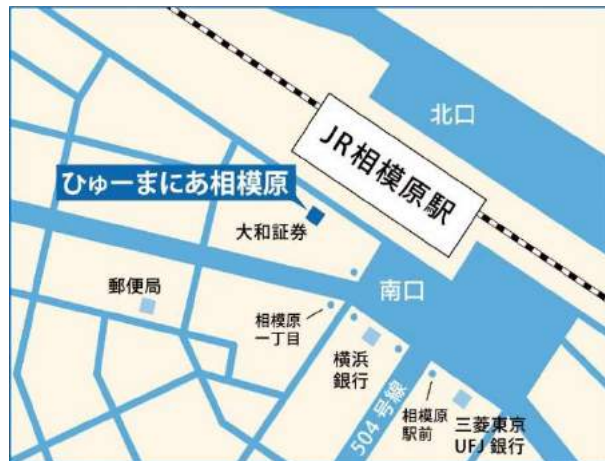 北口
JR相模原駅
ひゅーまにあ相模原
大和証券
南口
郵便局
相模原
一丁目
横浜
銀行
504号線
相模原
駅前
三菱東京
UFJ銀行